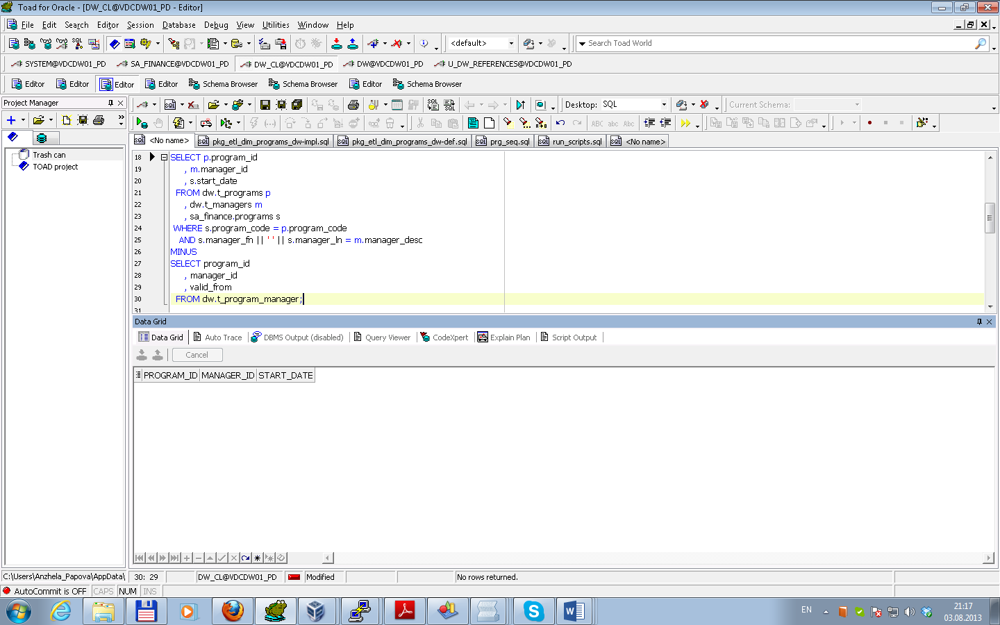 Toad for Oracle - [DW_CL@VDCDW01_PD - Editor]
File Edit Search Editor Session Database Debug View Utilities Window Help
<default> Search Toad World
SYSTEM@VDCDW01_PD SA_FINANCE@VDCDW01_PD DW_CL@VDCDW01_PD DW@VDCDW01_PD U_DW_REFERENCES@VDCDW01_PD
Editor Editor Editor Editor Schema Browser Schema Browser Editor Schema Browser
Project Manager
Desktop: SQL Current Schema:
<No name> pkg_etl_dim_programs_dw-impl.sql pkg_etl_dim_programs_dw-def.sql prg_seq.sql run_scripts.sql <No name>
Trash can
TOAD project
18 SELECT p.program_id
19 , m.manager_id
20 , s.start_date
21 FROM dw.t_programs p
22 , dw.t_managers m
23 , sa_finance.programs s
24 WHERE s.program_code = p.program_code
25 AND s.manager_fn || ' ' || s.manager_ln = m.manager_desc
26 MINUS
27 SELECT program_id
28 , manager_id
29 , valid_from
30 FROM dw.t_program_manager;
31
Data Grid
Data Grid Auto Trace DBMS Output (disabled) Query Viewer CodeXpert Explain Plan Script Output
Cancel
PROGRAM_ID MANAGER_ID START_DATE
C:\Users\Anzhela_Papova\AppData\ 30: 29 DW_CL@VDCDW01_PD Modified No rows returned.
AutoCommit is OFF CAPS NUM INS
EN 21:17
03.08.2013